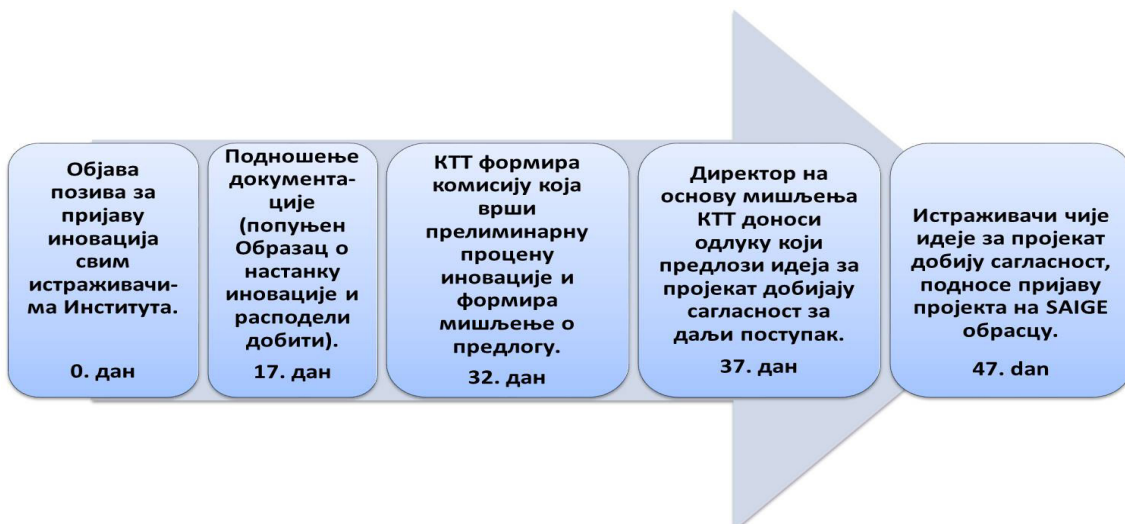 Објава
позива за
пријаву
иновација
свим
истраживачи-
ма Института.
0. дан
Подношење
документа-
ције
(попуњен
Образац о
настанку
иновације и
расподели
добити).
17. дан
КТТ формира
комисију која
врши
прелиминарну
процену
иновације и
формира
мишљење о
предлогу.
32. дан
Директор на
основу мишљења
КТТ доноси
одлуку који
предлози идеја за
пројекат добијају
сагласност за
даљи поступак.
37. дан
Истраживачи чије
идеје за пројекат
добију сагласност,
подносе пријаву
пројекта на SAIGE
обрасцу.
47. dan